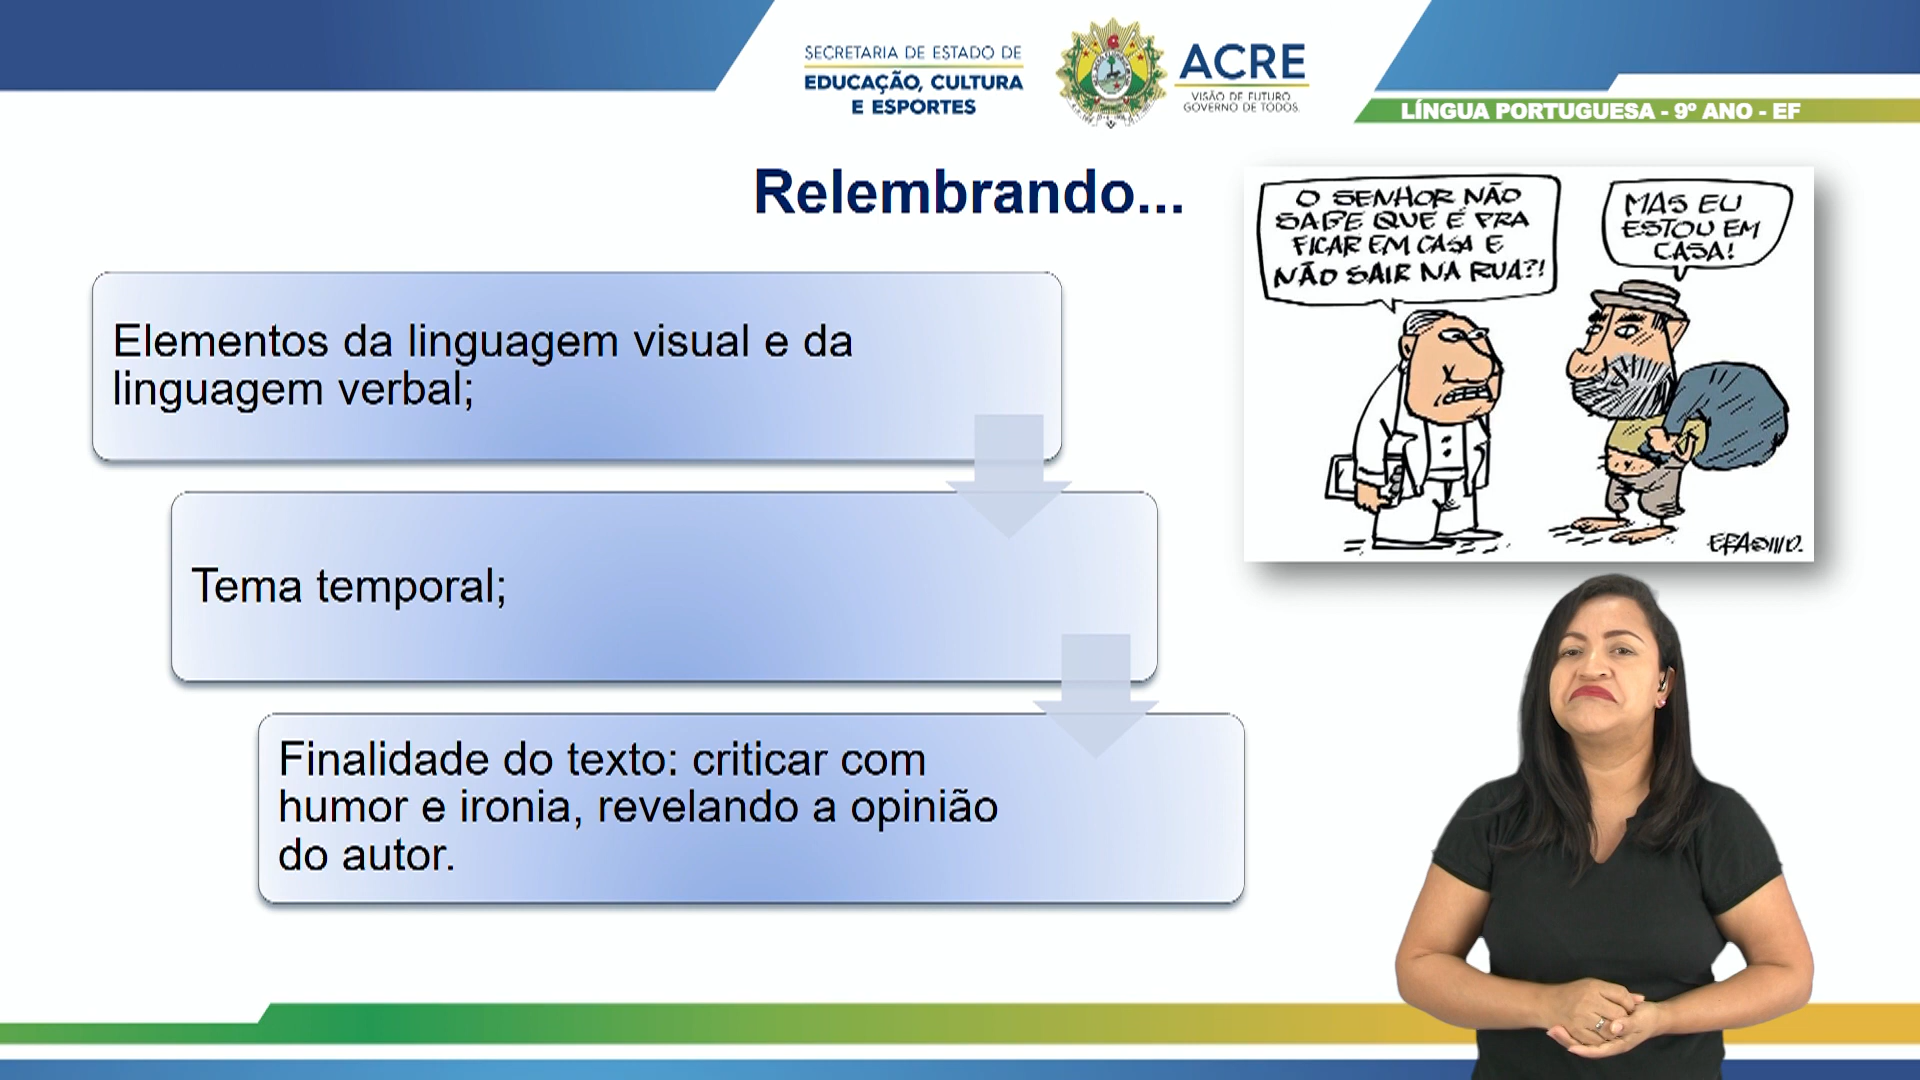 SECRETARIA DE ESTADO DE
EDUCAÇÃO, CULTURA
E ESPORTES
ACRE
VISÃO DE FUTURO
GOVERNO DE TODOS.
LÍNGUA PORTUGUESA - 9º ANO - EF
Relembrando...
O SENHOR NÃO
SABE QUE É PRA
FICAR EM CASA E
NÃO SAIR NA RUA?!
MAS EU
ESTOU EM
CASA!
Elementos da linguagem visual e da
linguagem verbal;
Tema temporal;
Finalidade do texto: criticar com
humor e ironia, revelando a opinião
do autor.